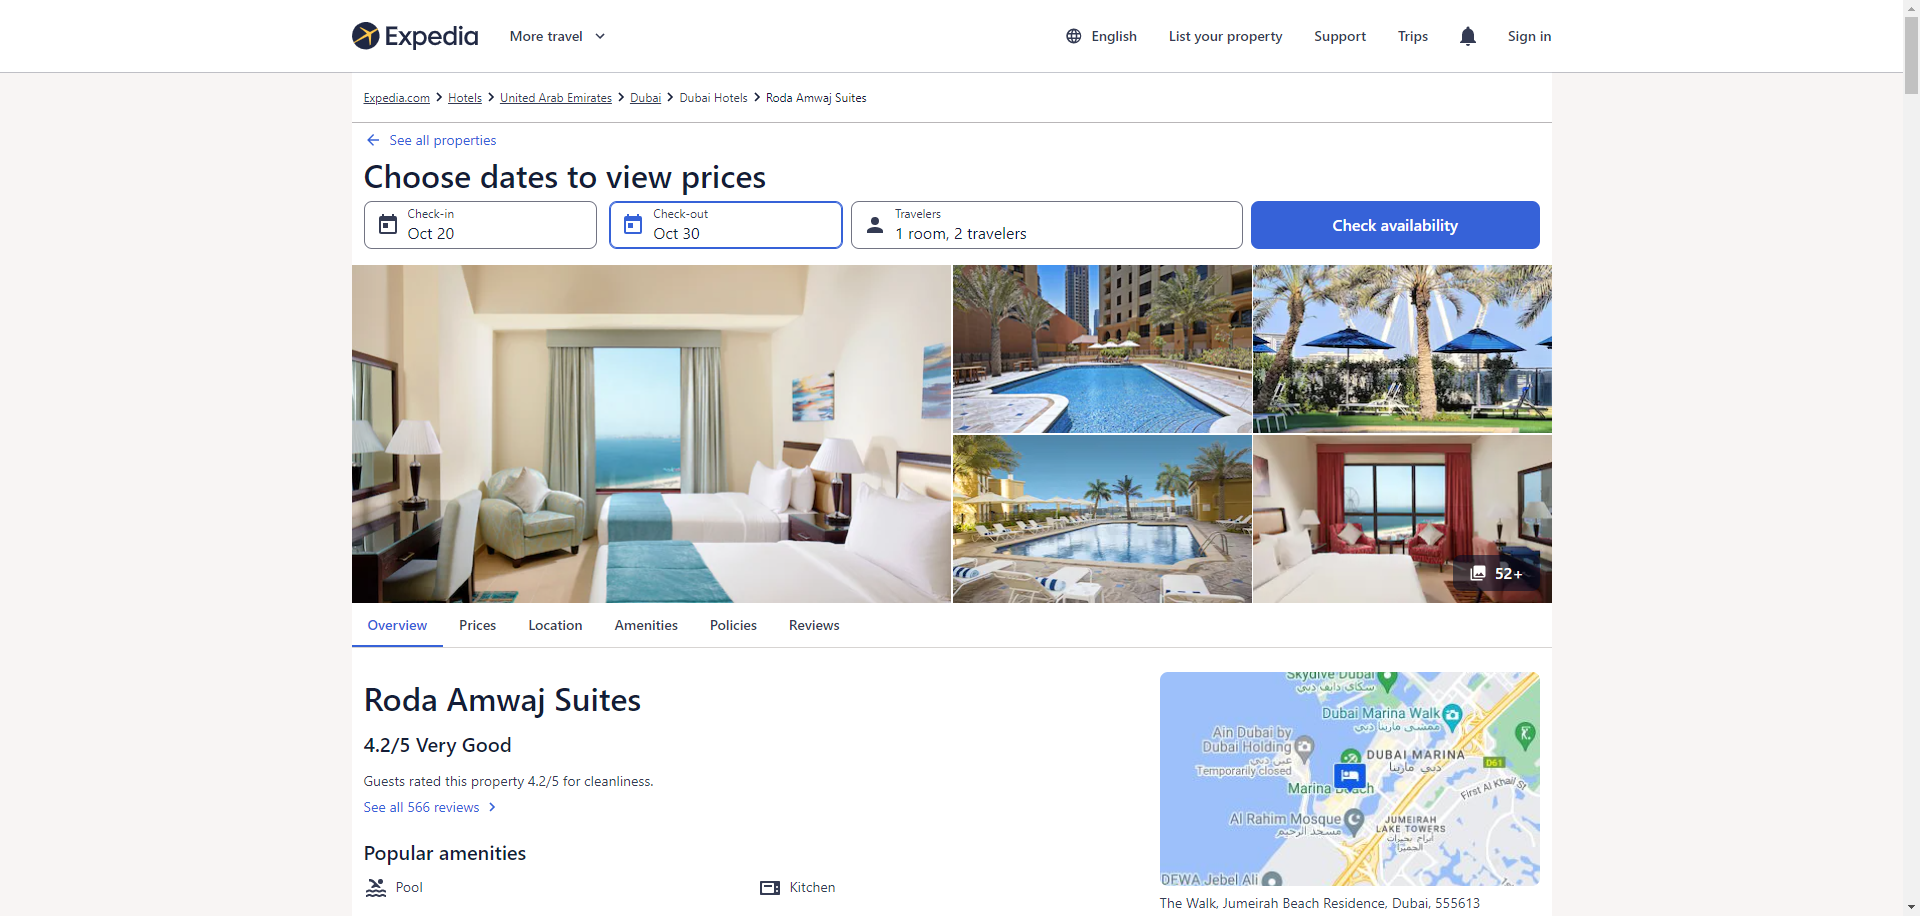 Expedia
More travel
English
List your property
Support
Trips
Sign in
Expedia.com
Hotels
United Arab Emirates
Dubai
Dubai Hotels
Roda Amwaj Suites
See all properties
Choose dates to view prices
Check-in
Oct 20
Check-out
Oct 30
Travelers
1 room, 2 travelers
Check availability
52+
Overview
Prices
Location
Amenities
Policies
Reviews
Roda Amwaj Suites
4.2/5 Very Good
Guests rated this property 4.2/5 for cleanliness.
See all 566 reviews
Popular amenities
Pool
Kitchen
Skydive Dubai
سكاي دايف دبي
Dubai Marina Walk
ممشى مارينا دبي
Ain Dubai by
Dubai Holding
عين دبي
Temporarily closed
DUBAI MARINA
دبي مارينا
D61
Marina Beach
First Al Khail St
Al Rahim Mosque
مسجد الرحيم
JUMEIRAH
LAKE TOWERS
أبراج بحيرات
الجميرا
DEWA Jebel Ali
The Walk, Jumeirah Beach Residence, Dubai, 555613